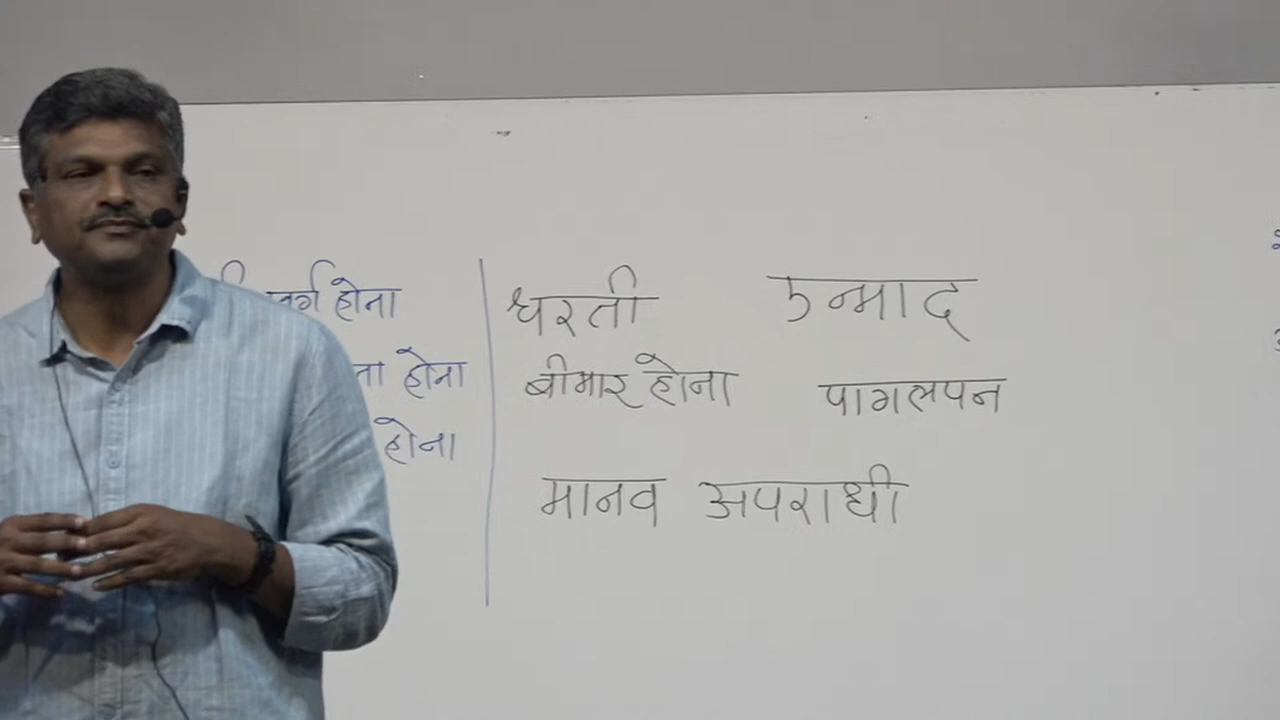 होना
होना
होना
धरती उन्माद
बीमार होना पागलपन
मानव अपराधी